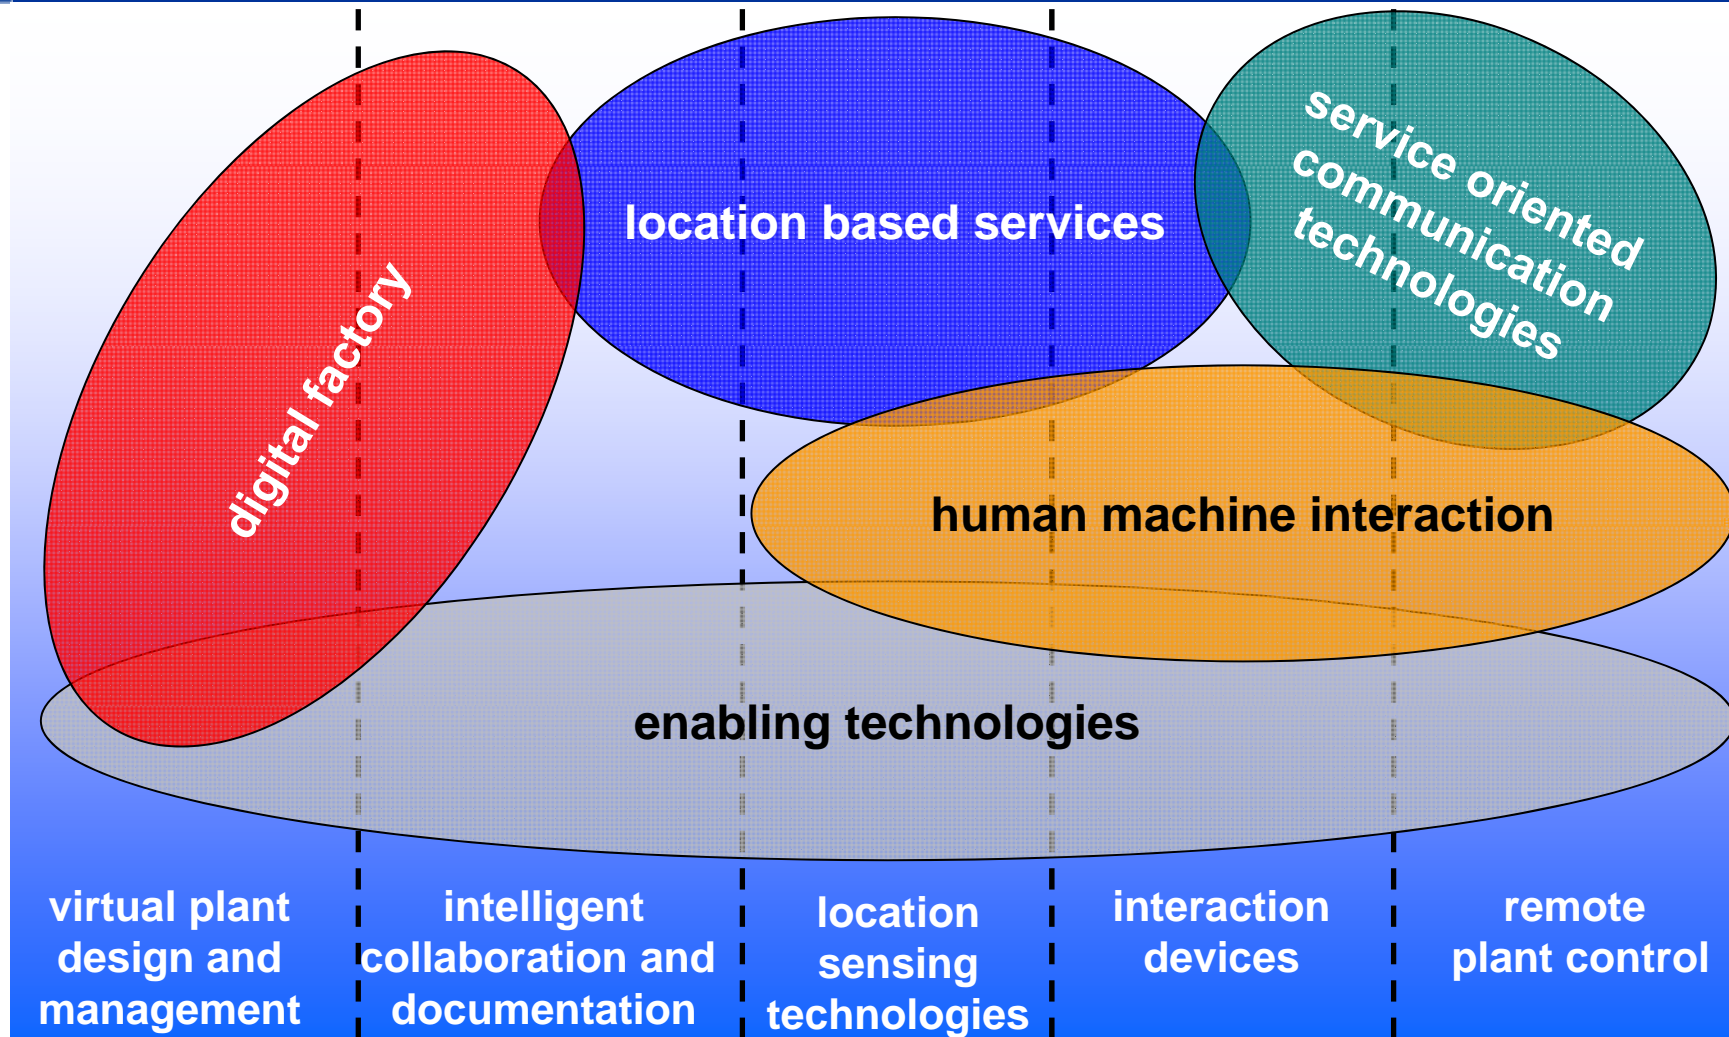 service oriented
communication
technologies
location based services
digital factory
human machine interaction
enabling technologies
virtual plant
design and
management
intelligent
collaboration and
documentation
location
sensing
technologies
interaction
devices
remote
plant control